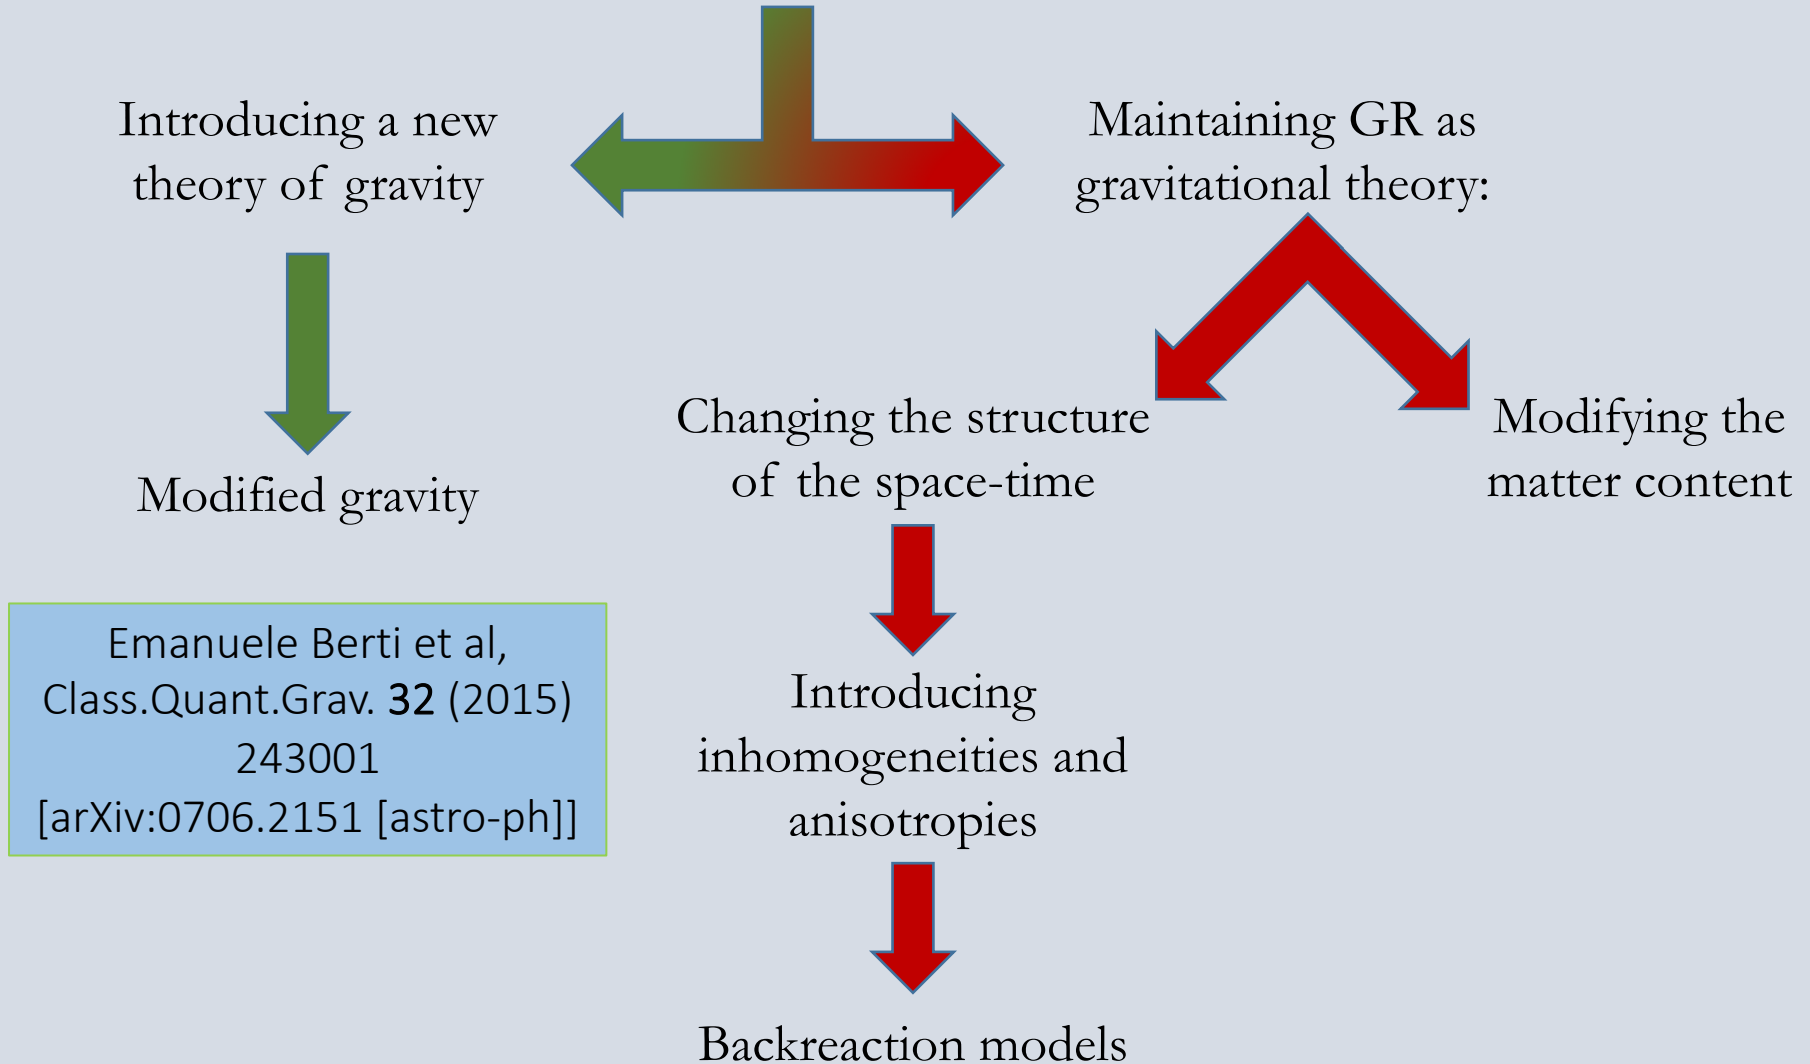 Introducing a new
theory of gravity
Maintaining GR as
gravitational theory:
Modified gravity
Changing the structure
of the space-time
Modifying the
matter content
Emanuele Berti et al,
Class.Quant.Grav. 32 (2015)
243001
[arXiv:0706.2151 [astro-ph]]
Introducing
inhomogeneities and
anisotropies
Backreaction models